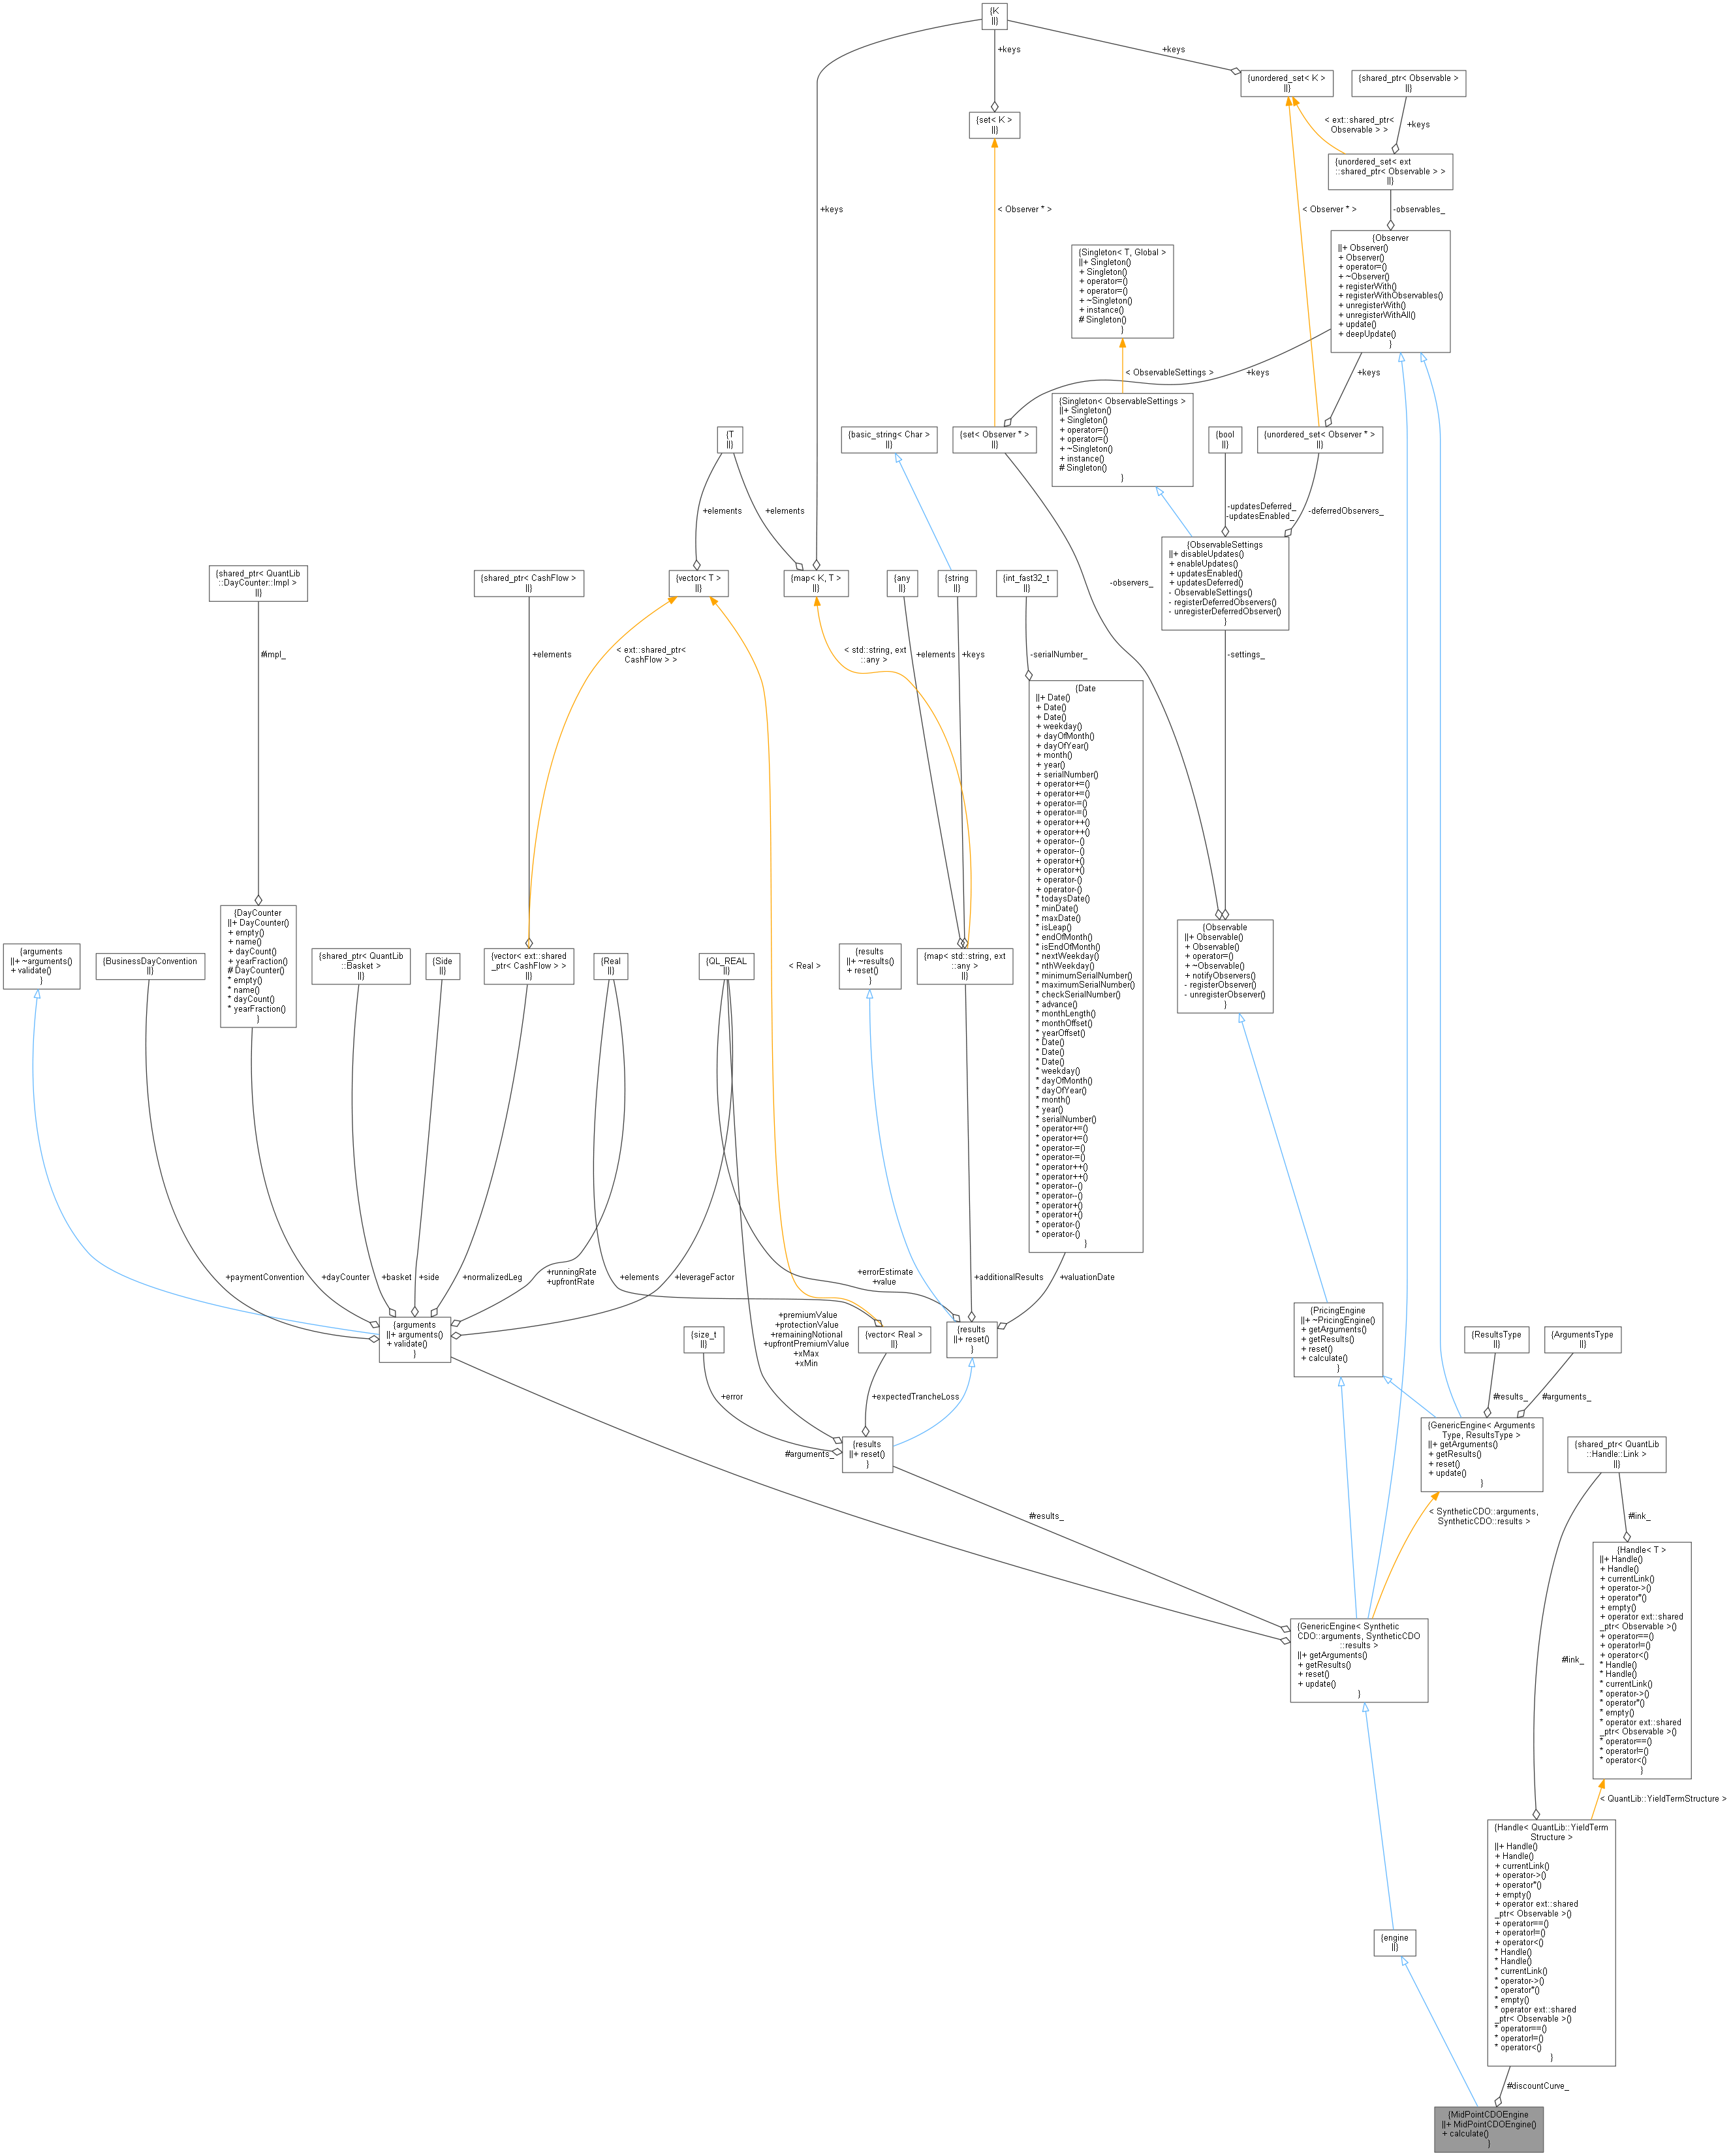 {K
||}
+keys
+keys
{unordered_set< K >
||}
{shared_ptr< Observable >
||}
{set< K >
||}
< ext::shared_ptr<
Observable > >
+keys
{unordered_set< ext
::shared_ptr< Observable > >
||}
+keys
< Observer * >
< Observer * >
-observables_
{Observer
||+ Observer()
+ Observer()
+ operator=()
+ ~Observer()
+ registerWith()
+ registerWithObservables()
+ unregisterWith()
+ unregisterWithAll()
+ update()
+ deepUpdate()
}
{Singleton< T, Global >
||+ Singleton()
+ Singleton()
+ operator=()
+ operator=()
+ ~Singleton()
+ instance()
# Singleton()
}
< ObservableSettings >
+keys
+keys
{Singleton< ObservableSettings >
||+ Singleton()
+ Singleton()
+ operator=()
+ operator=()
+ ~Singleton()
+ instance()
# Singleton()
}
{T
||}
{basic_string< Char >
||}
{set< Observer * >
||}
{bool
||}
{unordered_set< Observer * >
||}
+elements
+elements
-updatesDeferred_
-updatesEnabled_
-deferredObservers_
{ObservableSettings
||+ disableUpdates()
+ enableUpdates()
+ updatesEnabled()
+ updatesDeferred()
- ObservableSettings()
- registerDeferredObservers()
- unregisterDeferredObserver()
}
{shared_ptr< QuantLib
::DayCounter::Impl >
||}
{shared_ptr< CashFlow >
||}
{vector< T >
||}
{map< K, T >
||}
{any
||}
{string
||}
{int_fast32_t
||}
-observers_
#impl_
+elements
< ext::shared_ptr<
CashFlow > >
< std::string, ext
::any >
+elements
+keys
-serialNumber_
-settings_
{Date
||+ Date()
+ Date()
+ Date()
+ weekday()
+ dayOfMonth()
+ dayOfYear()
+ month()
+ year()
+ serialNumber()
+ operator+=()
+ operator+=()
+ operator-=()
+ operator-=()
+ operator++()
+ operator++()
+ operator--()
+ operator--()
+ operator+()
+ operator+()
+ operator-()
+ operator-()
* todaysDate()
* minDate()
* maxDate()
* isLeap()
* endOfMonth()
* isEndOfMonth()
* nextWeekday()
* nthWeekday()
* minimumSerialNumber()
* maximumSerialNumber()
* checkSerialNumber()
* advance()
* monthLength()
* monthOffset()
* yearOffset()
* Date()
* Date()
* Date()
* weekday()
* dayOfMonth()
* dayOfYear()
* month()
* year()
* serialNumber()
* operator+=()
* operator+=()
* operator-=()
* operator-=()
* operator++()
* operator++()
* operator--()
* operator--()
* operator+()
* operator+()
* operator-()
* operator-()
}
{arguments
||+ ~arguments()
+ validate()
}
{BusinessDayConvention
||}
{DayCounter
||+ DayCounter()
+ empty()
+ name()
+ dayCount()
+ yearFraction()
# DayCounter()
* empty()
* name()
* dayCount()
* yearFraction()
}
{shared_ptr< QuantLib
::Basket >
||}
{Side
||}
{vector< ext::shared
_ptr< CashFlow > >
||}
{Real
||}
{QL_REAL
||}
< Real >
{results
||+ ~results()
+ reset()
}
{map< std::string, ext
::any >
||}
{Observable
||+ Observable()
+ Observable()
+ operator=()
+ ~Observable()
+ notifyObservers()
- registerObserver()
- unregisterObserver()
}
+paymentConvention
+dayCounter
+basket
+side
+normalizedLeg
+runningRate
+upfrontRate
+elements
+leverageFactor
+errorEstimate
+value
+additionalResults
+valuationDate
{arguments
||+ arguments()
+ validate()
}
{size_t
||}
+premiumValue
+protectionValue
+remainingNotional
+upfrontPremiumValue
+xMax
+xMin
{vector< Real >
||}
{results
||+ reset()
}
{PricingEngine
||+ ~PricingEngine()
+ getArguments()
+ getResults()
+ reset()
+ calculate()
}
{ResultsType
||}
{ArgumentsType
||}
+error
+expectedTrancheLoss
#results_
#arguments_
#arguments_
{results
||+ reset()
}
{GenericEngine< Arguments
Type, ResultsType >
||+ getArguments()
+ getResults()
+ reset()
+ update()
}
{shared_ptr< QuantLib
::Handle::Link >
||}
#results_
< SyntheticCDO::arguments,
SyntheticCDO::results >
#link_
{Handle< T >
||+ Handle()
+ Handle()
+ currentLink()
+ operator->()
+ operator*()
+ empty()
+ operator ext::shared
_ptr< Observable >()
+ operator==()
+ operator!=()
+ operator<()
* Handle()
* Handle()
* currentLink()
* operator->()
* operator*()
* empty()
* operator ext::shared
_ptr< Observable >()
* operator==()
* operator!=()
* operator<()
}
{GenericEngine< Synthetic
CDO::arguments, SyntheticCDO
::results >
||+ getArguments()
+ getResults()
+ reset()
+ update()
}
#link_
< QuantLib::YieldTermStructure >
{Handle< QuantLib::YieldTerm
Structure >
||+ Handle()
+ Handle()
+ currentLink()
+ operator->()
+ operator*()
+ empty()
+ operator ext::shared
_ptr< Observable >()
+ operator==()
+ operator!=()
+ operator<()
* Handle()
* Handle()
* currentLink()
* operator->()
* operator*()
* empty()
* operator ext::shared
_ptr< Observable >()
* operator==()
* operator!=()
* operator<()
}
{engine
||}
#discountCurve_
{MidPointCDOEngine
||+ MidPointCDOEngine()
+ calculate()
}